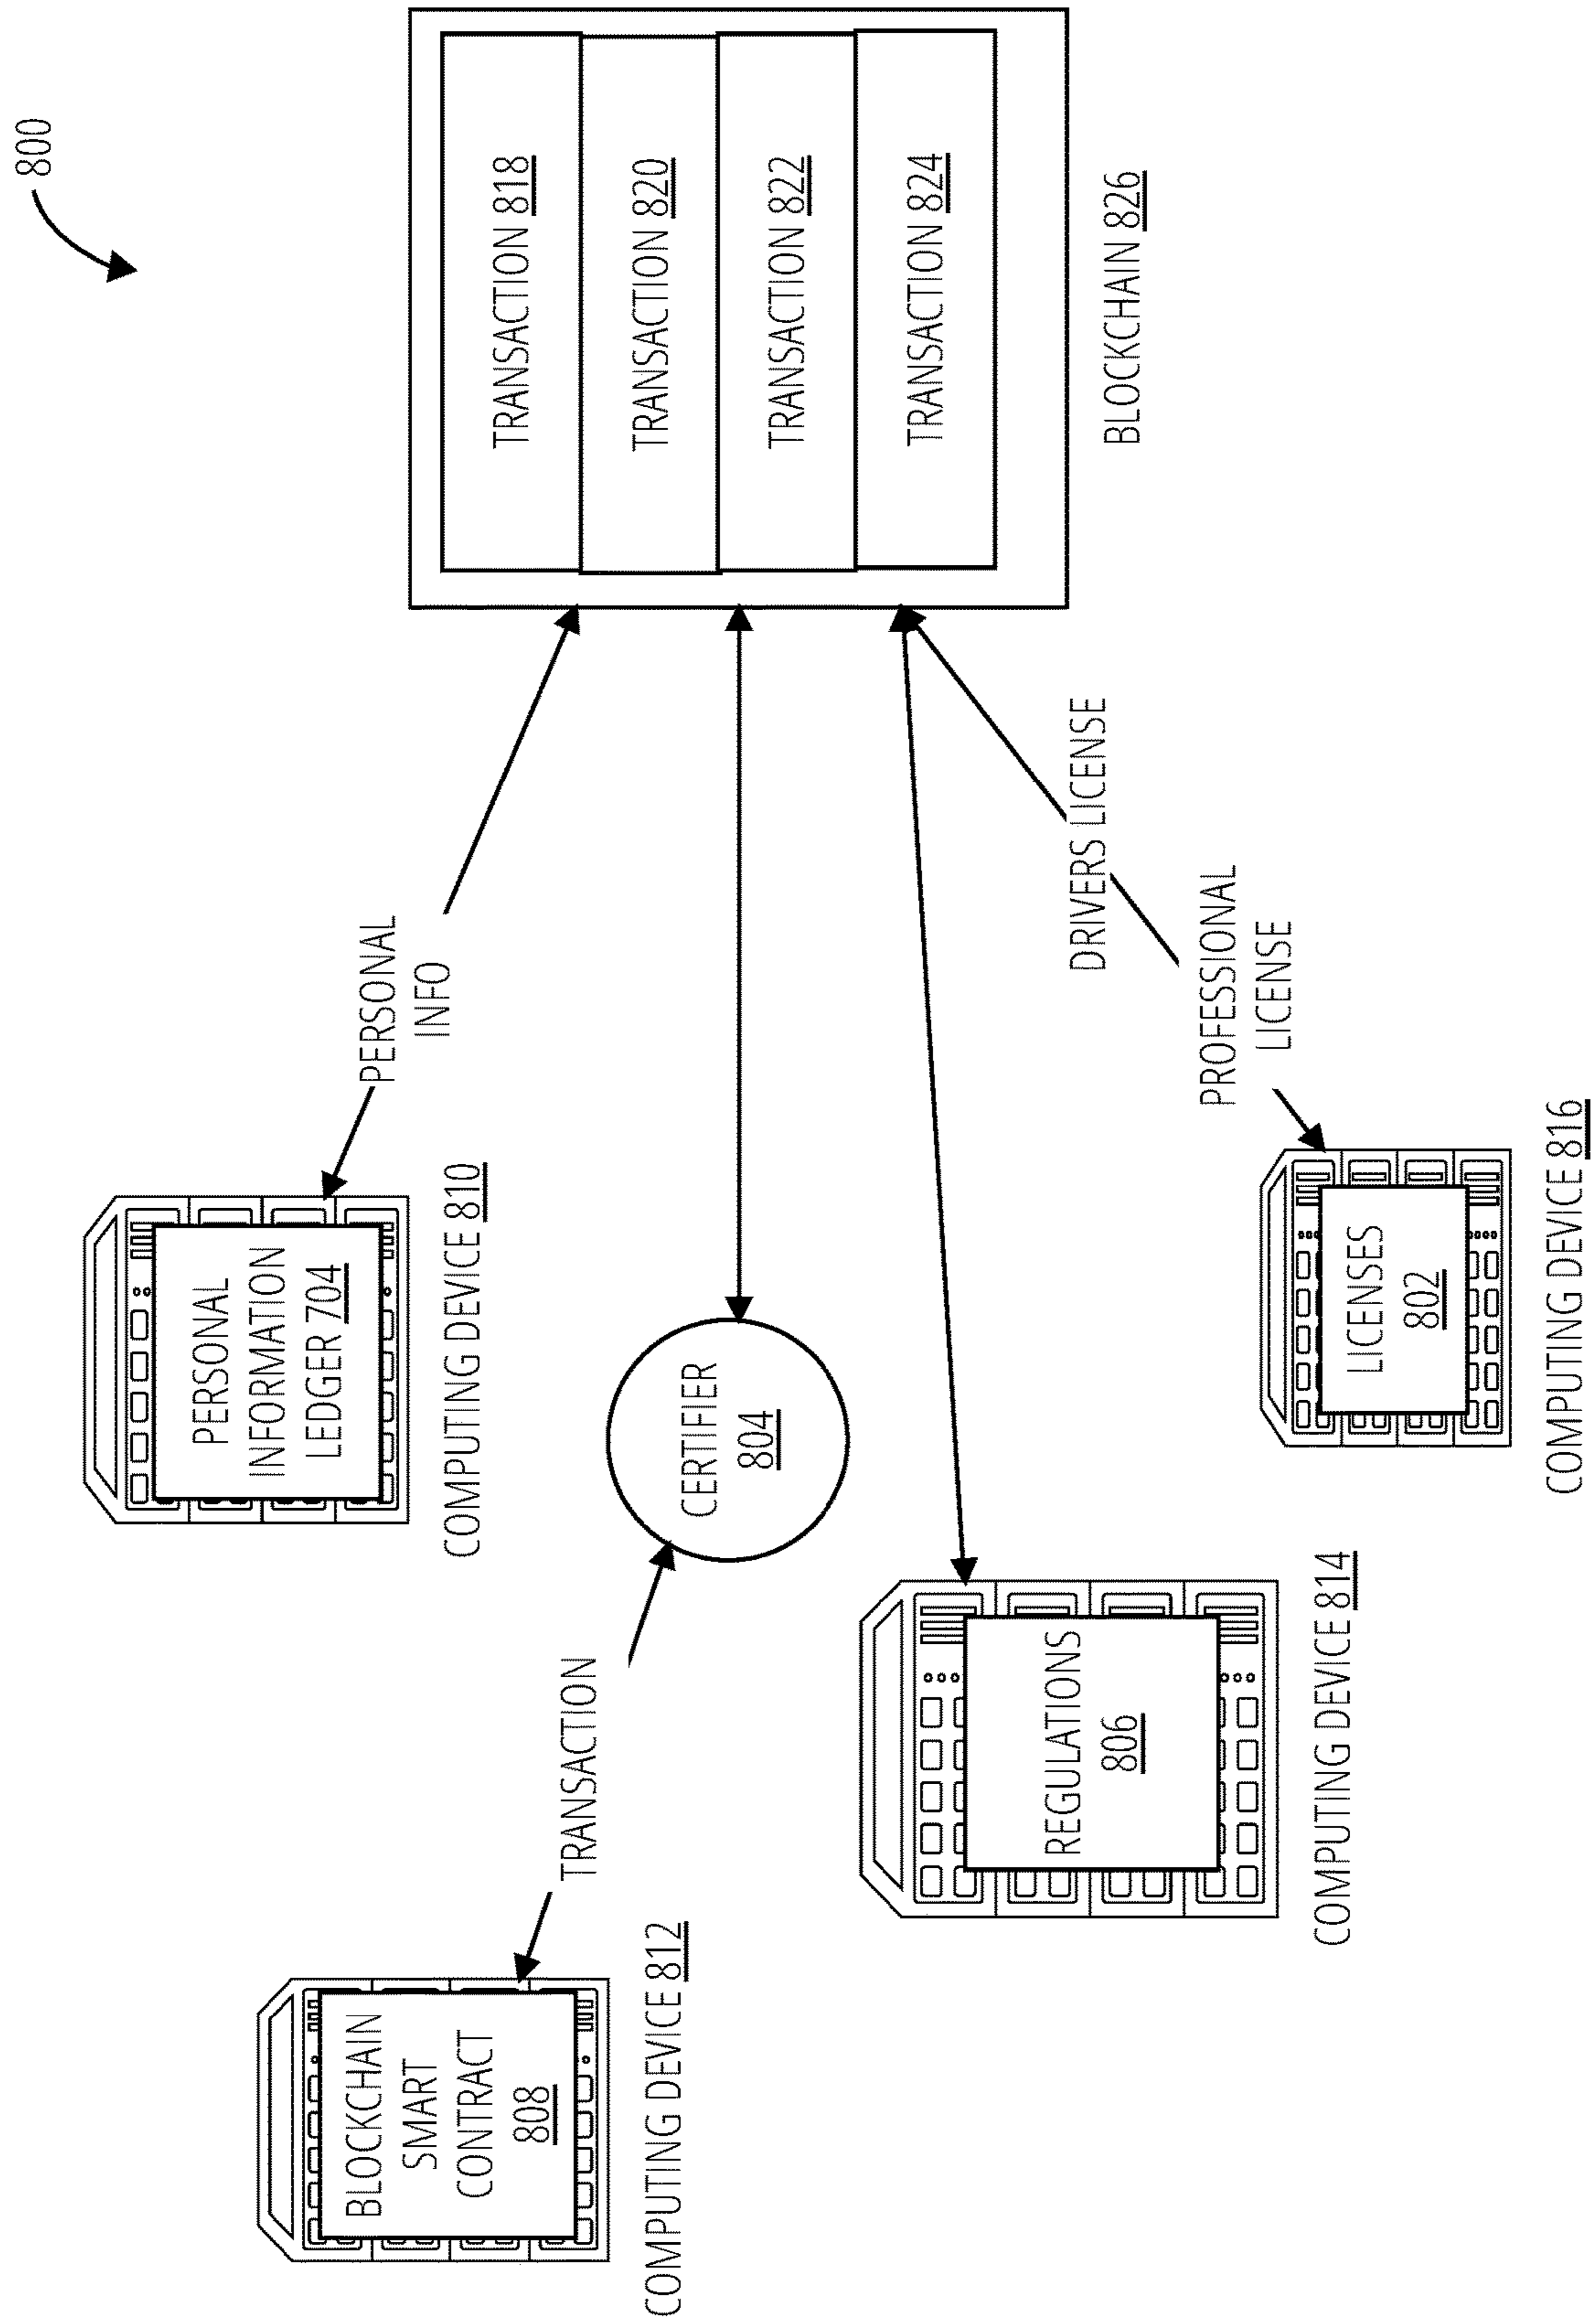 800
BLOCKCHAIN
SMART
CONTRACT
808
COMPUTING DEVICE 812
TRANSACTION
PERSONAL
INFORMATION
LEDGER 704
COMPUTING DEVICE 810
PERSONAL
INFO
CERTIFIER
804
REGULATIONS
806
COMPUTING DEVICE 814
LICENSES
802
COMPUTING DEVICE 816
PROFESSIONAL
LICENSE
DRIVERS LICENSE
TRANSACTION 818
TRANSACTION 820
TRANSACTION 822
TRANSACTION 824
BLOCKCHAIN 826